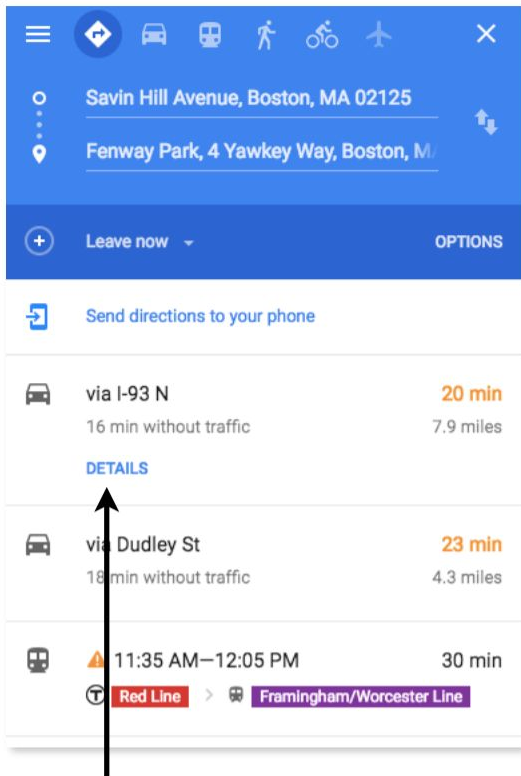 Savin Hill Avenue, Boston, MA 02125
Fenway Park, 4 Yawkey Way, Boston, M
Leave now OPTIONS
Send directions to your phone
via I-93 N 20 min
16 min without traffic 7.9 miles
DETAILS
via Dudley St 23 min
18 min without traffic 4.3 miles
11:35 AM—12:05 PM 30 min
T Red Line > Framingham/Worcester Line